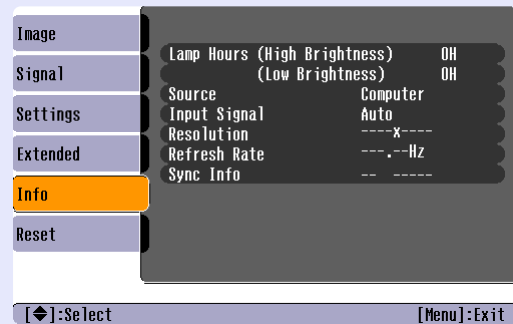 Image
Signal
Settings
Extended
Info
Reset
Lamp Hours (High Brightness) 0H
(Low Brightness) 0H
Source Computer
Input Signal Auto
Resolution ----x----
Refresh Rate ---.--Hz
Sync Info -- -----
[◆]:Select [Menu]:Exit